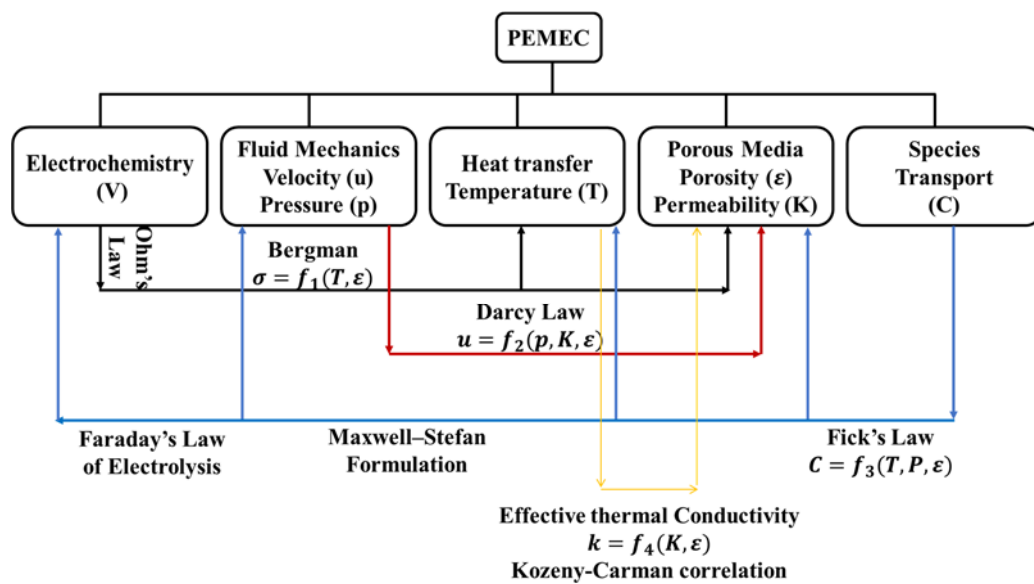 PEMEC
Electrochemistry
(V)
Fluid Mechanics
Velocity (u)
Pressure (p)
Heat transfer
Temperature (T)
Porous Media
Porosity (ε)
Permeability (K)
Species
Transport
(C)
Ohm's
Law
Bergman
σ = f₁(T, ε)
Darcy Law
u = f₂(p, K, ε)
Faraday's Law
of Electrolysis
Maxwell–Stefan
Formulation
Fick's Law
C = f₃(T, P, ε)
Effective thermal Conductivity
k = f₄(K, ε)
Kozeny-Carman correlation